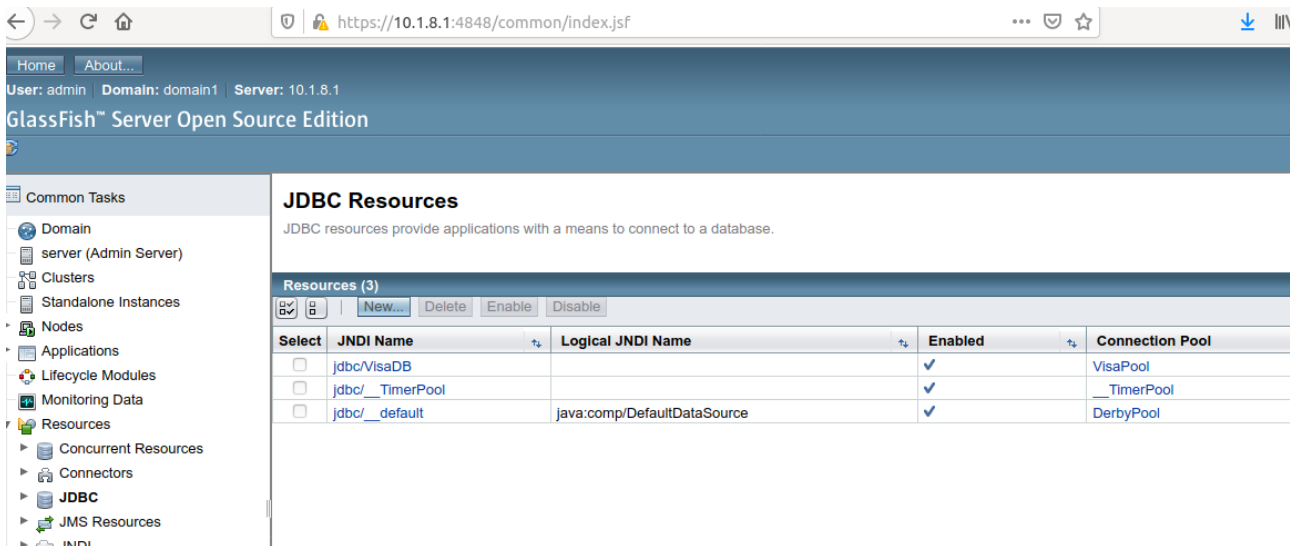 https://10.1.8.1:4848/common/index.jsf
Home About...
User: admin Domain: domain1 Server: 10.1.8.1
GlassFish™ Server Open Source Edition
Common Tasks
Domain
server (Admin Server)
Clusters
Standalone Instances
Nodes
Applications
Lifecycle Modules
Monitoring Data
Resources
Concurrent Resources
Connectors
JDBC
JMS Resources
JNDI
JDBC Resources
JDBC resources provide applications with a means to connect to a database.
Resources (3)
New... Delete Enable Disable
Select JNDI Name Logical JNDI Name Enabled Connection Pool
jdbc/VisaDB VisaPool
jdbc/__TimerPool __TimerPool
jdbc/__default java:comp/DefaultDataSource DerbyPool